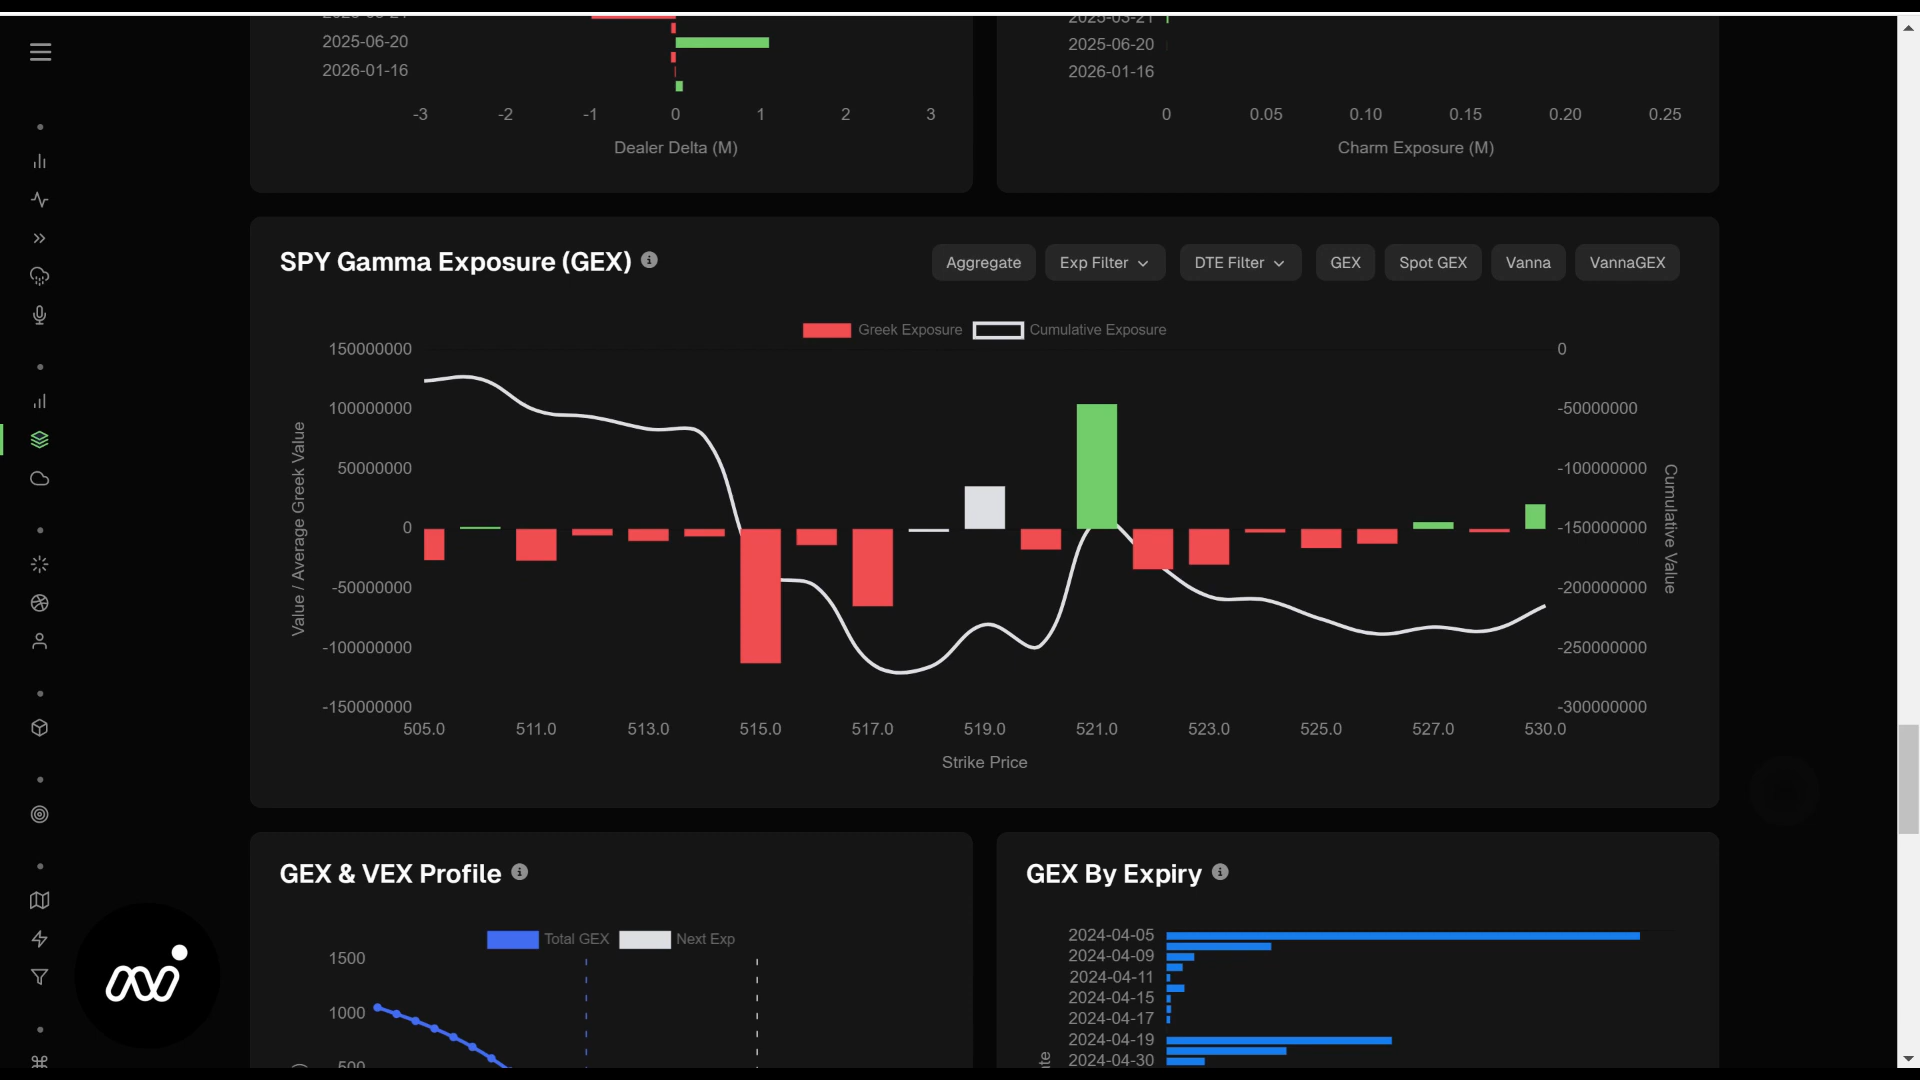 2025-06-20
2026-01-16
-3 -2 -1 0 1 2 3
Dealer Delta (M)
2025-03-21
2025-06-20
2026-01-16
0 0.05 0.10 0.15 0.20 0.25
Charm Exposure (M)
SPY Gamma Exposure (GEX)
Aggregate Exp Filter DTE Filter GEX Spot GEX Vanna VannaGEX
Greek Exposure Cumulative Exposure
Value / Average Greek Value
150000000
100000000
50000000
0
-50000000
-100000000
-150000000
0
-50000000
-100000000
-150000000
-200000000
-250000000
-300000000
Cumulative Value
505.0 511.0 513.0 515.0 517.0 519.0 521.0 523.0 525.0 527.0 530.0
Strike Price
GEX & VEX Profile
Total GEX Next Exp
1500
1000
500
GEX By Expiry
2024-04-05
2024-04-09
2024-04-11
2024-04-15
2024-04-17
2024-04-19
2024-04-30